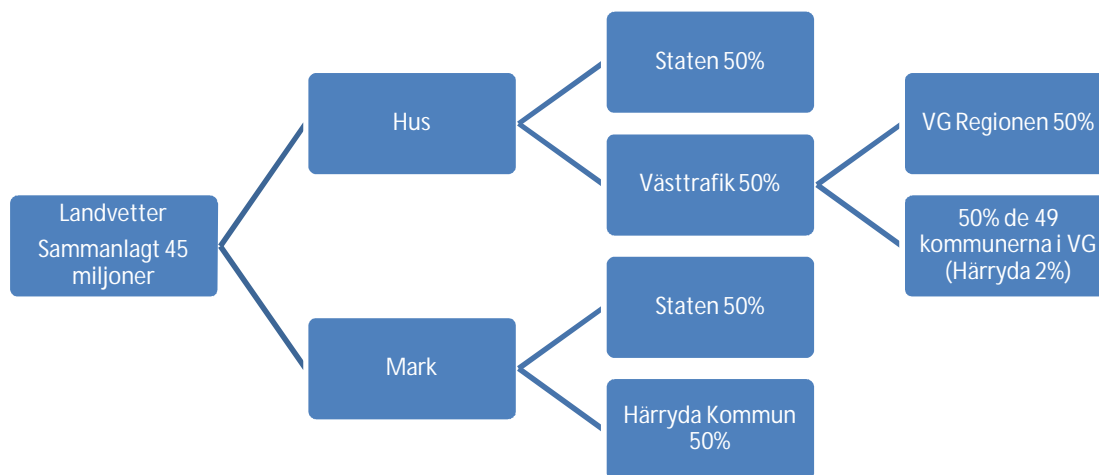 Landvetter
Sammanlagt 45
miljoner
Hus
Staten 50%
Västtrafik 50%
VG Regionen 50%
50% de 49
kommunerna i VG
(Härryda 2%)
Mark
Staten 50%
Härryda Kommun
50%